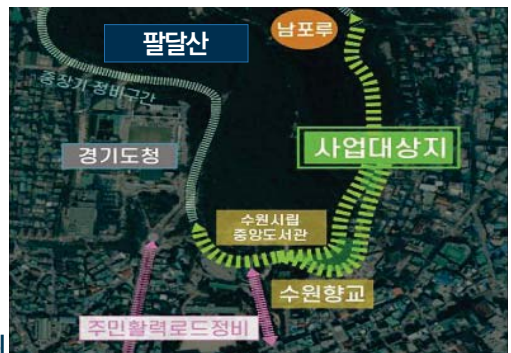 팔달산
남포루
중장기 정비구간
경기도청
사업대상지
수원시립
중앙도서관
수원향교
주민활력로드정비